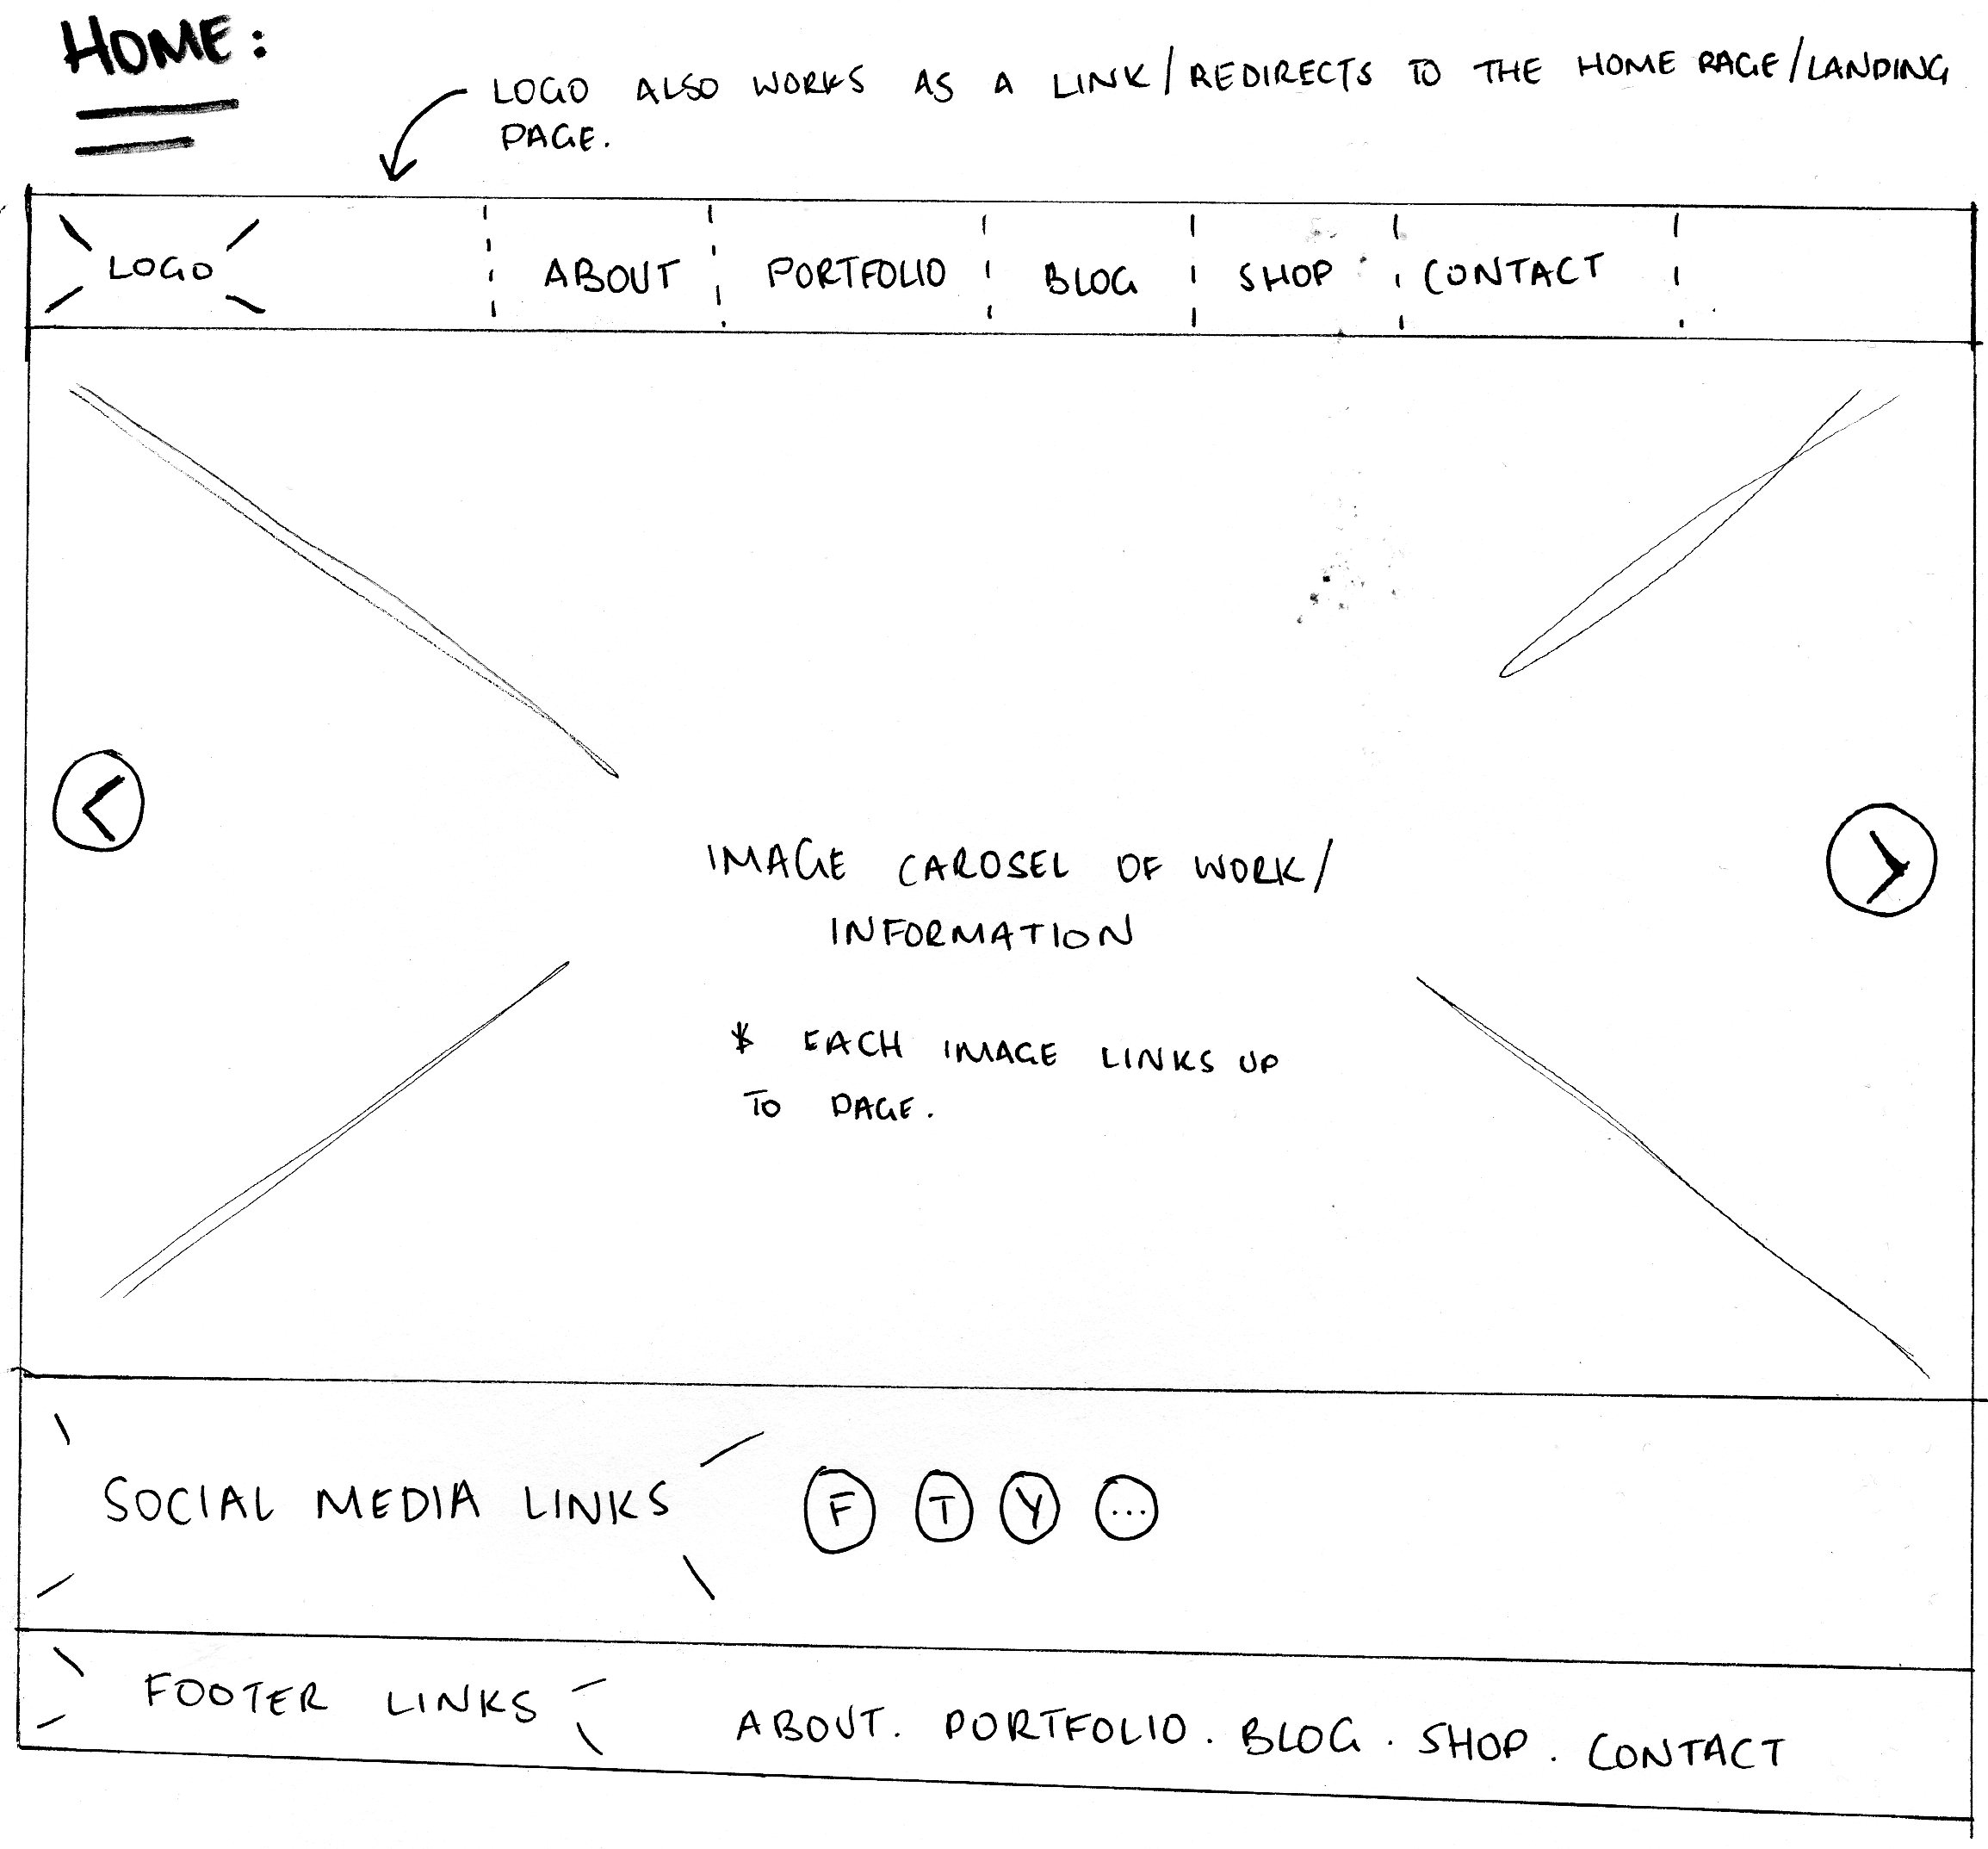 HOME:
LOGO ALSO WORKS AS A LINK/REDIRECTS TO THE HOME PAGE/LANDING
PAGE.
LOGO ABOUT PORTFOLIO BLOG SHOP CONTACT
IMAGE CAROSEL OF WORK/
INFORMATION
* EACH IMAGE LINKS UP
TO PAGE.
SOCIAL MEDIA LINKS F T Y ...
FOOTER LINKS ABOUT. PORTFOLIO. BLOG. SHOP. CONTACT